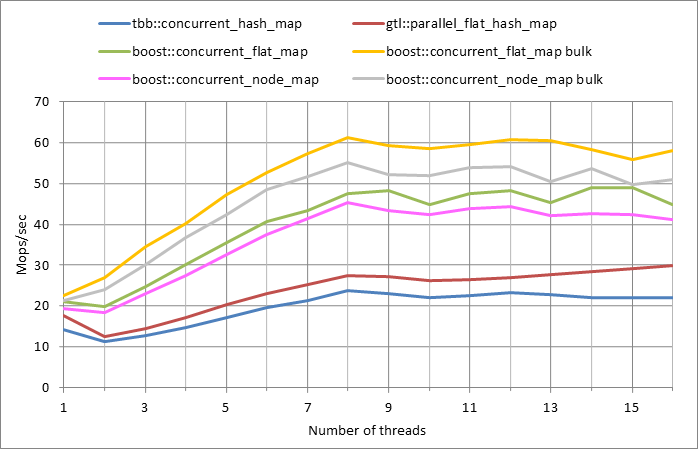 tbb::concurrent_hash_map gtl::parallel_flat_hash_map
boost::concurrent_flat_map boost::concurrent_flat_map bulk
boost::concurrent_node_map boost::concurrent_node_map bulk
70
60
50
40
30
20
10
0
Mops/sec
1 3 5 7 9 11 13 15
Number of threads